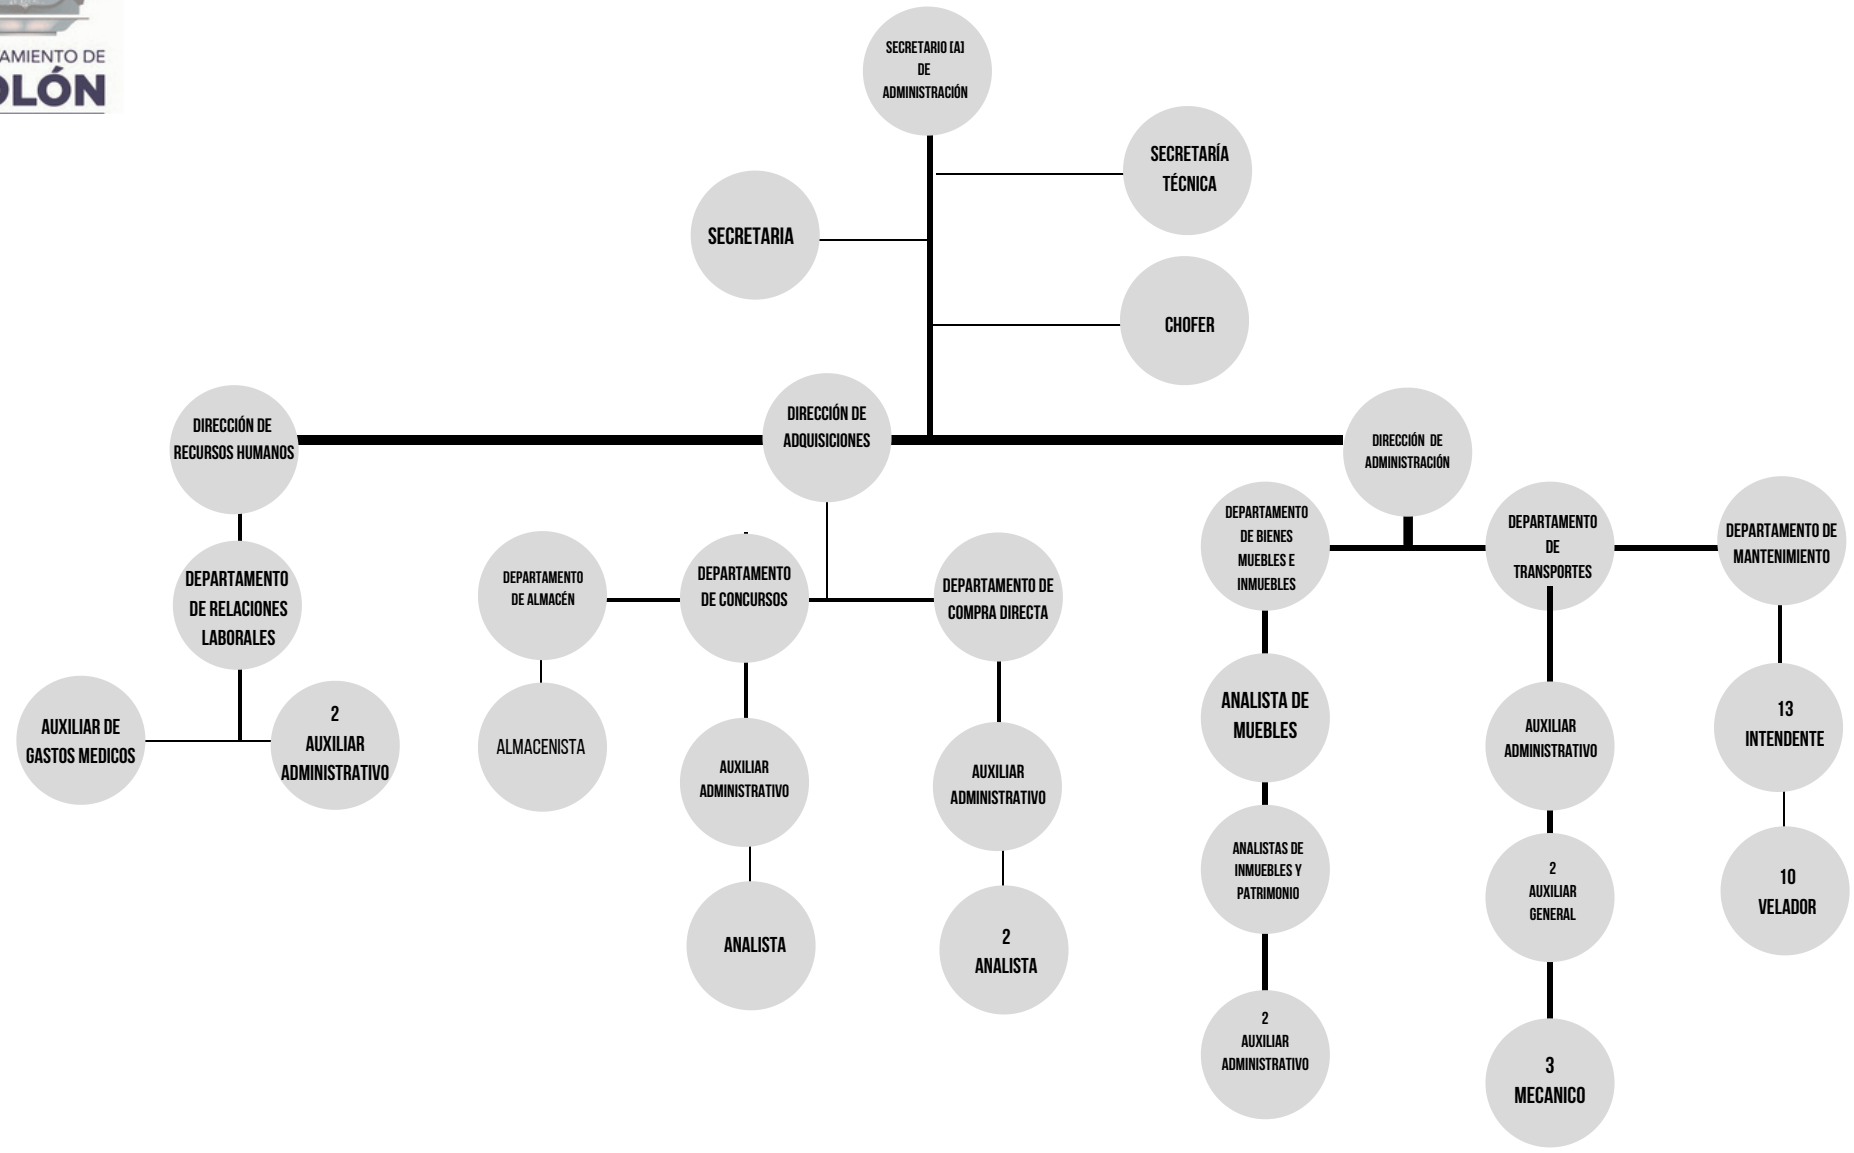 AMIENTO DE
OLÓN
SECRETARIO [A]
DE
ADMINISTRACIÓN
SECRETARÍA
TÉCNICA
SECRETARIA
CHOFER
DIRECCIÓN DE
RECURSOS HUMANOS
DIRECCIÓN DE
ADQUISICIONES
DIRECCIÓN DE
ADMINISTRACIÓN
DEPARTAMENTO
DE RELACIONES
LABORALES
DEPARTAMENTO
DE ALMACÉN
DEPARTAMENTO
DE CONCURSOS
DEPARTAMENTO DE
COMPRA DIRECTA
DEPARTAMENTO
DE BIENES
MUEBLES E
INMUEBLES
DEPARTAMENTO
DE
TRANSPORTES
DEPARTAMENTO DE
MANTENIMIENTO
AUXILIAR DE
GASTOS MEDICOS
2
AUXILIAR
ADMINISTRATIVO
ALMACENISTA
AUXILIAR
ADMINISTRATIVO
AUXILIAR
ADMINISTRATIVO
ANALISTA DE
MUEBLES
AUXILIAR
ADMINISTRATIVO
13
INTENDENTE
ANALISTA
2
ANALISTA
ANALISTAS DE
INMUEBLES Y
PATRIMONIO
2
AUXILIAR
GENERAL
10
VELADOR
2
AUXILIAR
ADMINISTRATIVO
3
MECANICO